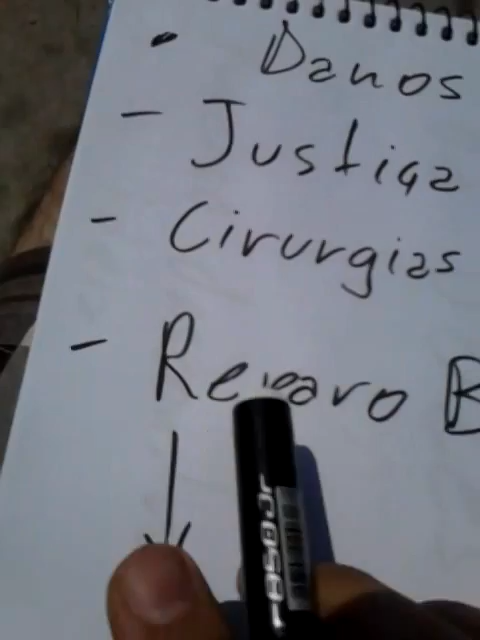 • Danos
- Justiça
- Cirurgias
- Reparo B